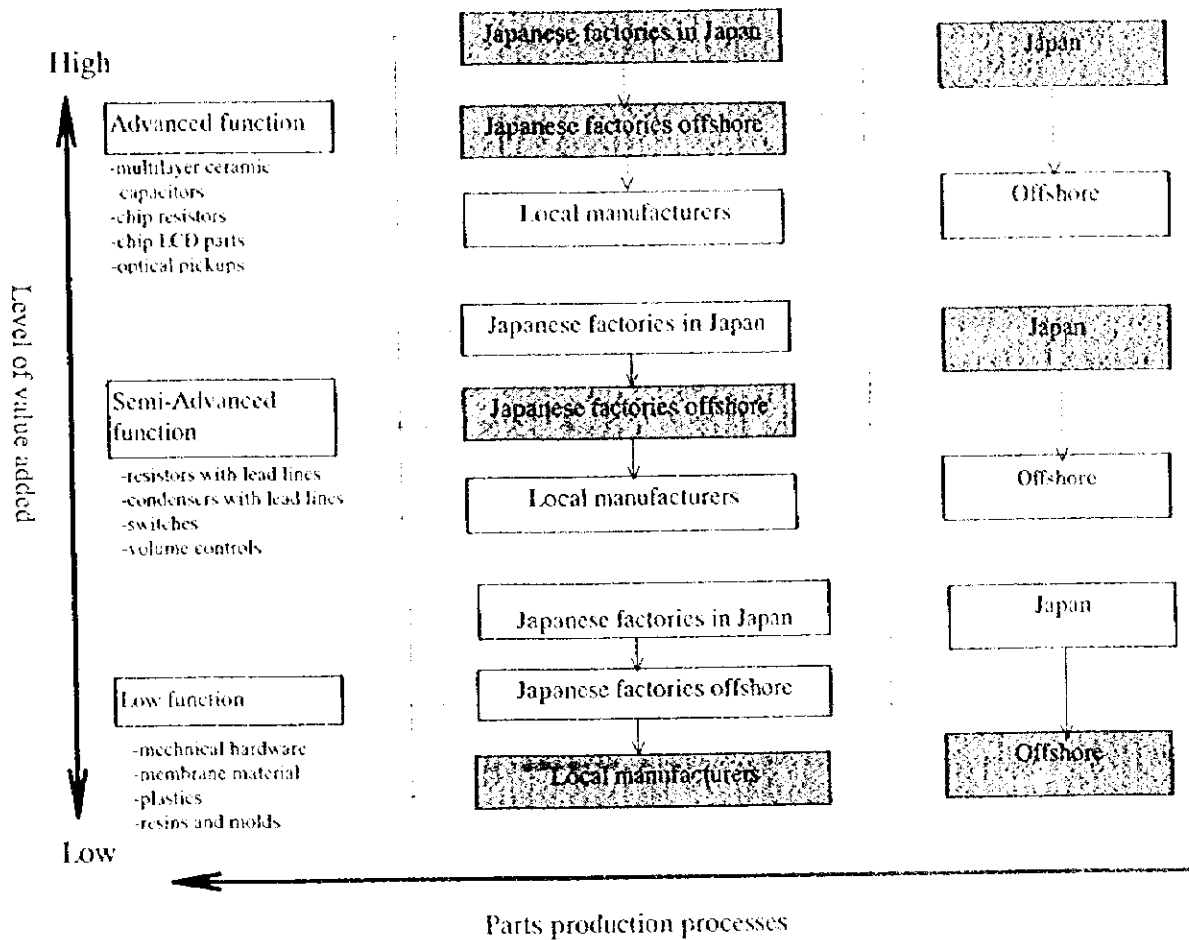 High
Advanced function
-multilayer ceramic
capacitors
-chip resistors
-chip LCD parts
-optical pickups
Level of value added
Semi-Advanced
function
-resistors with lead lines
-condensers with lead lines
-switches
-volume controls
Low function
-mechnical hardware
-membrane material
-plastics
-resins and molds
Low
Japanese factories in Japan
Japanese factories offshore
Local manufacturers
Japanese factories in Japan
Japanese factories offshore
Local manufacturers
Japanese factories in Japan
Japanese factories offshore
Local manufacturers
Japan
Offshore
Japan
Offshore
Japan
Offshore
Parts production processes